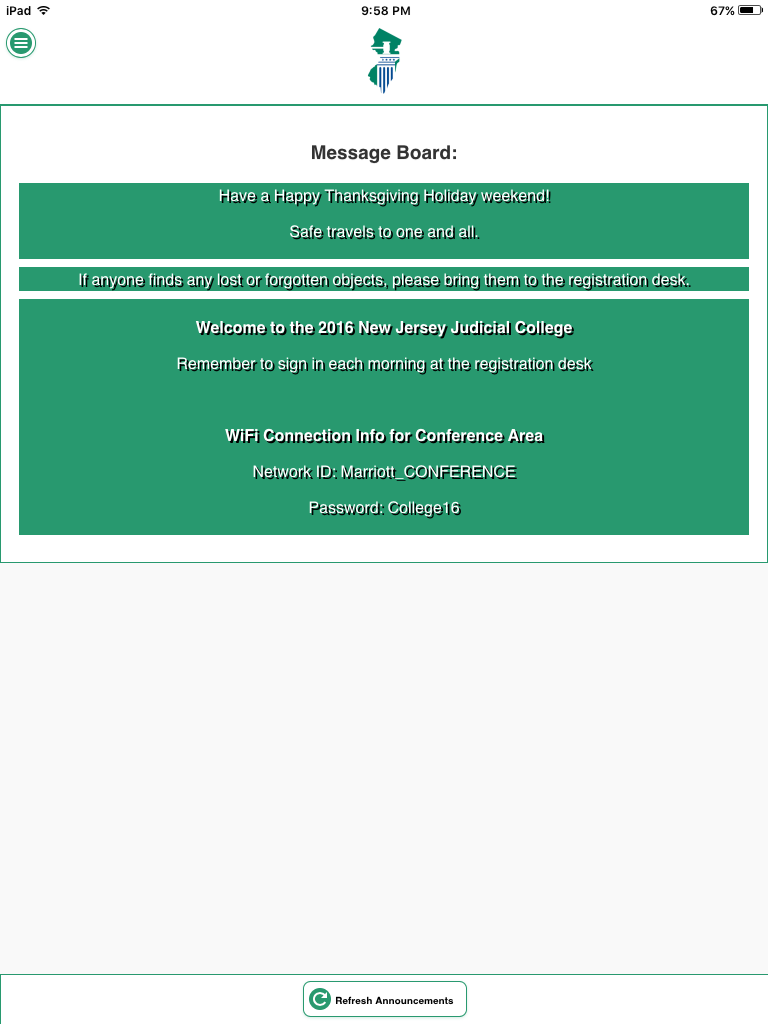 iPad 9:58 PM 67%
Message Board:
Have a Happy Thanksgiving Holiday weekend!
Safe travels to one and all.
If anyone finds any lost or forgotten objects, please bring them to the registration desk.
Welcome to the 2016 New Jersey Judicial College
Remember to sign in each morning at the registration desk
WiFi Connection Info for Conference Area
Network ID: Marriott_CONFERENCE
Password: College16
Refresh Announcements